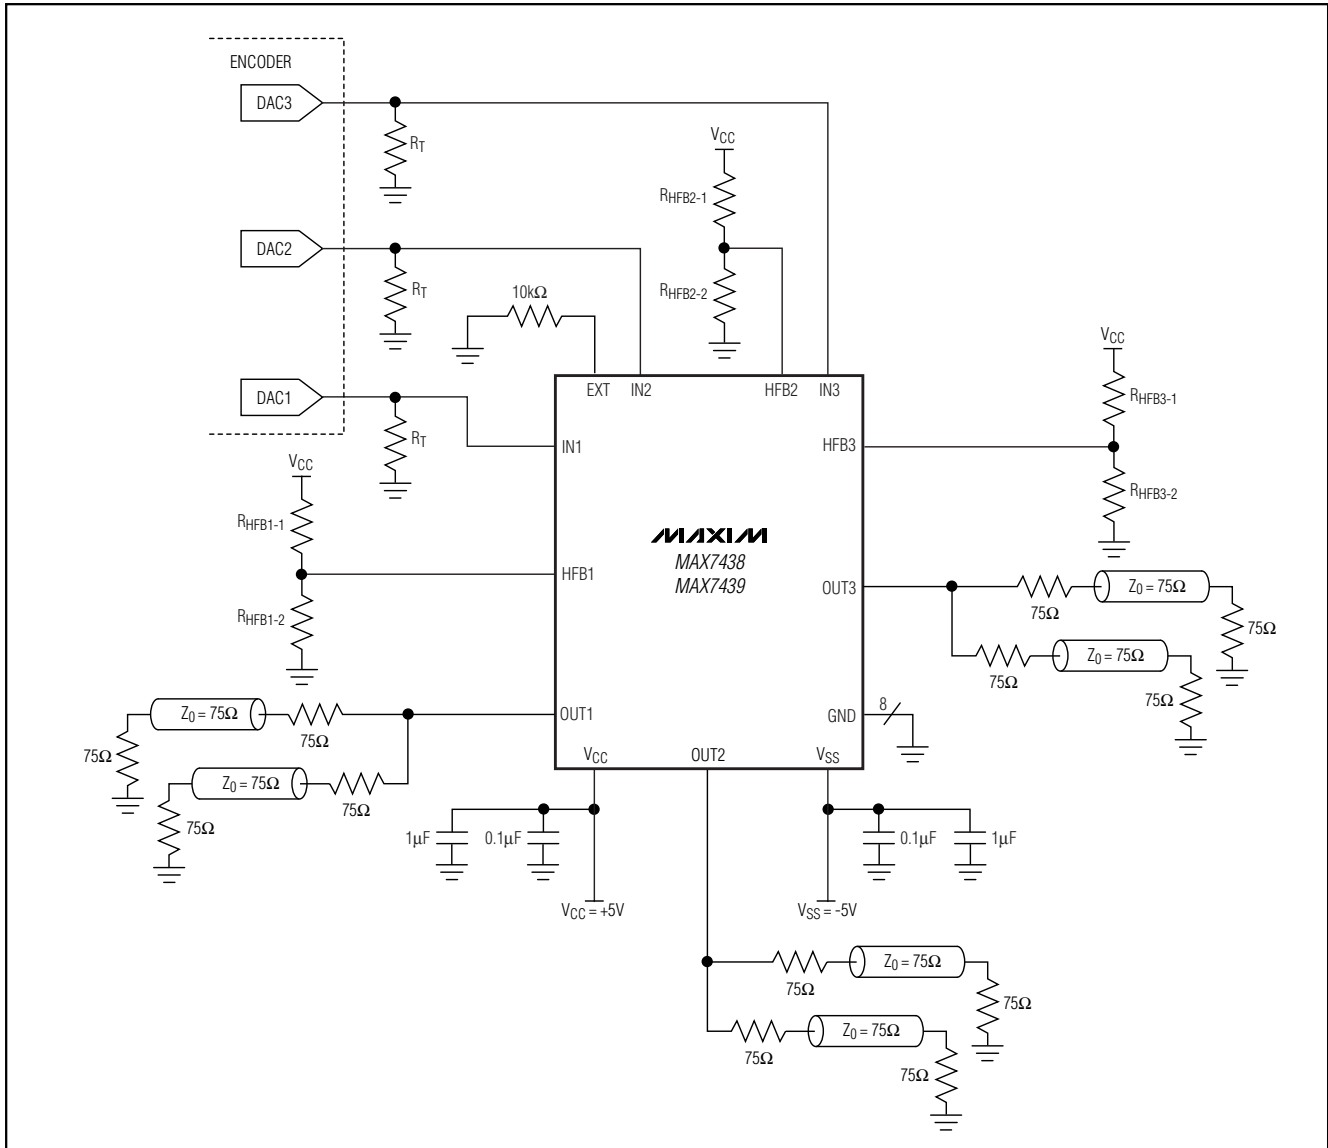 ENCODER
DAC3
RT
VCC
RHFB2-1
DAC2
RT
RHFB2-2
10kΩ
VCC
DAC1
EXT
IN2
HFB2
IN3
RHFB3-1
RT
IN1
HFB3
VCC
RHFB3-2
RHFB1-1
MAXIM
MAX7438
MAX7439
HFB1
OUT3
Z0 = 75Ω
75Ω
75Ω
RHFB1-2
Z0 = 75Ω
75Ω
75Ω
Z0 = 75Ω
75Ω
OUT1
GND
8
75Ω
VCC
OUT2
VSS
Z0 = 75Ω
75Ω
75Ω
1µF
0.1µF
0.1µF
1µF
VCC = +5V
VSS = -5V
Z0 = 75Ω
75Ω
75Ω
Z0 = 75Ω
75Ω
75Ω